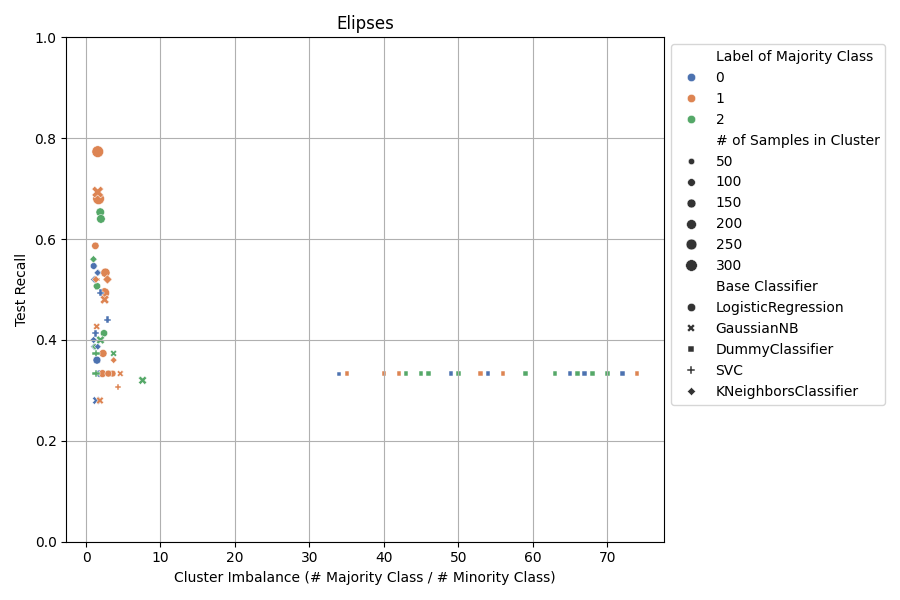 Elipses
1.0
0.8
0.6
0.4
0.2
0.0
Test Recall
0 10 20 30 40 50 60 70
Cluster Imbalance (# Majority Class / # Minority Class)
Label of Majority Class
0
1
2
# of Samples in Cluster
50
100
150
200
250
300
Base Classifier
LogisticRegression
GaussianNB
DummyClassifier
SVC
KNeighborsClassifier